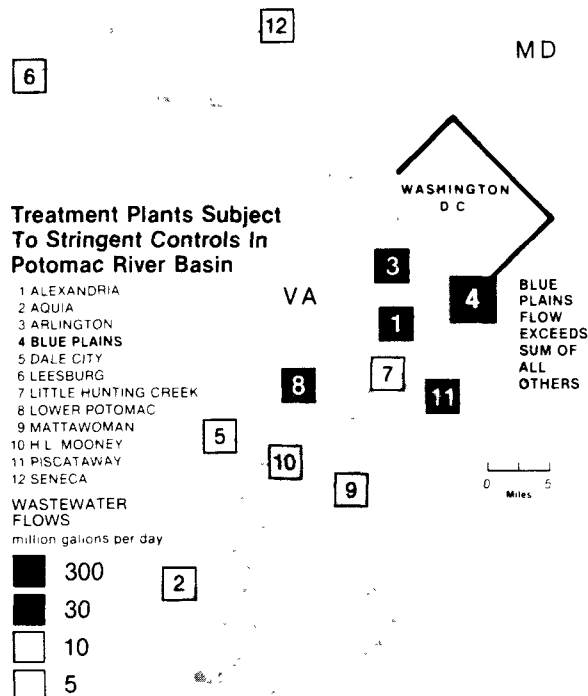 12
MD
6
WASHINGTON
D C
Treatment Plants Subject
To Stringent Controls In
Potomac River Basin
1 ALEXANDRIA
2 AQUIA
3 ARLINGTON
4 BLUE PLAINS
5 DALE CITY
6 LEESBURG
7 LITTLE HUNTING CREEK
8 LOWER POTOMAC
9 MATTAWOMAN
10 H L MOONEY
11 PISCATAWAY
12 SENECA
VA
3
4
1
BLUE
PLAINS
FLOW
EXCEEDS
SUM OF
ALL
OTHERS
7
8
11
5
10
9
0 5
Miles
WASTEWATER
FLOWS
million gallons per day
300
30
10
5
2